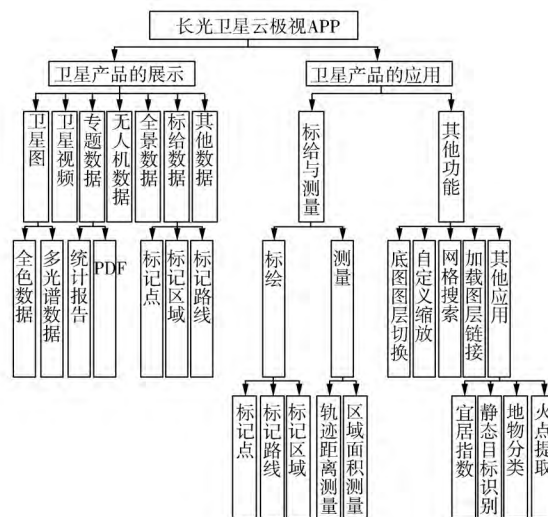 长光卫星云极视APP
卫星产品的展示
卫星产品的应用
卫星图
卫星视频
专题数据
无人机数据
全景数据
标给数据
其他数据
标给与测量
其他功能
全色数据
多光谱数据
统计报告
PDF
标记点
标记区域
标记路线
标绘
测量
底图图层切换
自定义缩放
网格搜索
加载图层链接
其他应用
标记点
标记路线
标记区域
轨迹距离测量
区域面积测量
宜居指数
静态目标识别
地物分类
火点提取